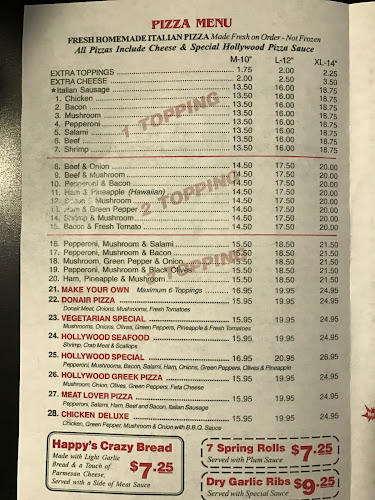 PIZZA MENU
FRESH HOMEMADE ITALIAN PIZZA Made Fresh on Order - Not Frozen
All Pizzas Include Cheese & Special Hollywood Pizza Sauce
M-10" L-12" XL-14"
EXTRA TOPPINGS 1.75 2.00 2.25
EXTRA CHEESE 2.00 2.50 3.50
★Italian Sausage 13.50 16.00 18.75
1. Chicken 13.50 16.00 18.75
2. Bacon 13.50 16.00 18.75
3. Mushroom 13.50 16.00 18.75
4. Pepperoni 13.50 16.00 18.75
5. Salami 13.50 16.00 18.75
6. Beef 13.50 16.00 18.75
7. Shrimp 13.50 16.00 18.75
1 TOPPING
8. Beef & Onion 14.50 17.50 20.00
9. Beef & Mushroom 14.50 17.50 20.00
10. Pepperoni & Bacon 14.50 17.50 20.00
11. Ham & Pineapple (Hawaiian) 14.50 17.50 20.00
12. & Mushroom 14.50 17.50 20.00
13. Ham & Green Pepper 14.50 17.50 20.00
14. Shrimp & Mushroom 14.50 17.50 20.00
15. Bacon & Fresh Tomato 14.50 17.50 20.00
2 TOPPING
16. Pepperoni, Mushroom & Salami 15.50 18.50 21.50
17. Pepperoni, Mushroom & Bacon 15.50 18.50 21.50
18. Mushroom, Green Pepper & Onion 15.50 18.50 21.50
19. Pepperoni, Mushroom & Black Olives 15.50 18.50 21.50
20. Ham, Pineapple & Mushroom 15.50 18.50 21.50
TOPPING
21. MAKE YOUR OWN Maximum 6 Toppings 16.95 19.95 24.95
22. DONAIR PIZZA 15.95 19.95 24.95
Donair Meat, Onions, Mushrooms, Fresh Tomatoes
23. VEGETARIAN SPECIAL 15.95 19.95 24.95
Mushrooms, Onions, Olives, Green Peppers, Pineapple & Fresh Tomatoes
24. HOLLYWOOD SEAFOOD 15.95 19.95 24.95
Shrimp, Crab Meat & Scallops
25. HOLLYWOOD SPECIAL 16.95 20.95 26.95
Pepperoni, Mushrooms, Bacon, Salami, Ham, Onions, Green Peppers, Olives & Pineapple
26. HOLLYWOOD GREEK PIZZA 15.95 19.95 24.95
Mushroom, Onion, Olives, Green Peppers, Feta Cheese
27. MEAT LOVER PIZZA 15.95 19.95 24.95
Pepperoni, Salami, Ham, Beef and Bacon, Italian Sausage
28. CHICKEN DELUXE 15.95 19.95 24.95
Chicken, Green Pepper, Mushroom & Onion with B.B.Q. Sauce
Happy's Crazy Bread
Made with Light Garlic
Bread & a Touch of
Parmesan Cheese.
Served with a Side of Meat Sauce
$7.25
7 Spring Rolls $7.25
Served with Plum Sauce
Dry Garlic Ribs $9.25
Served with Special Sauce